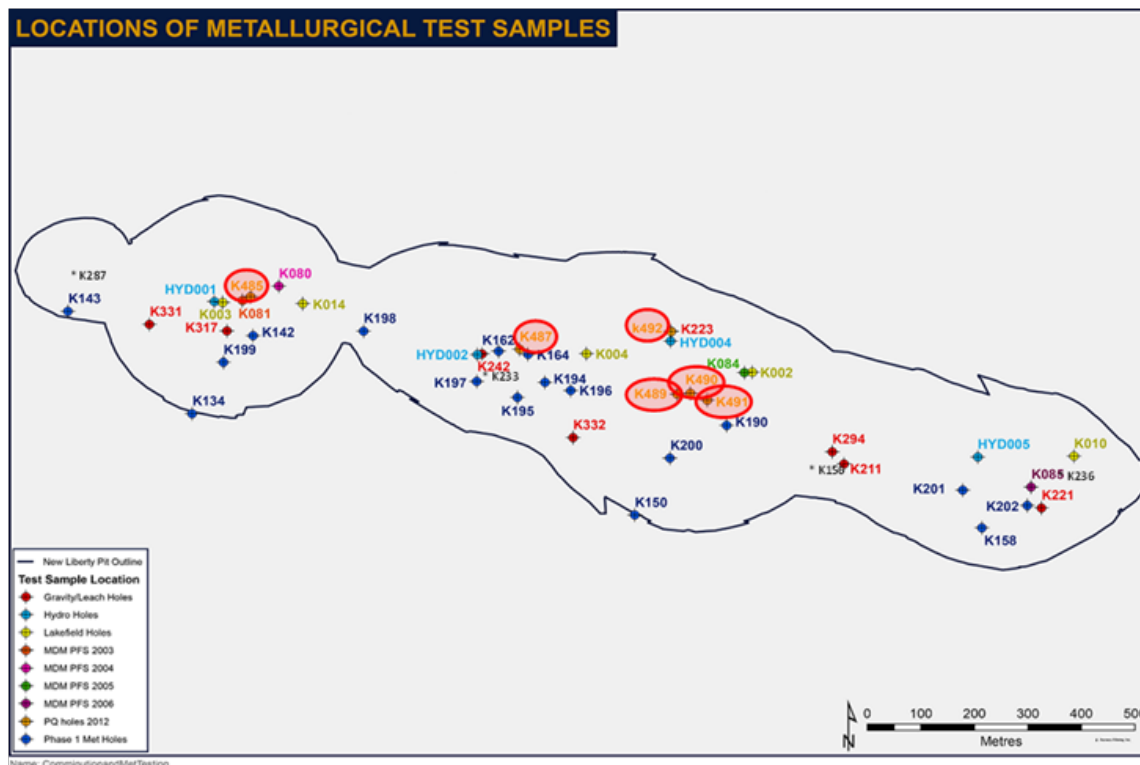 LOCATIONS OF METALLURGICAL TEST SAMPLES
* K287
K143
HYD001
K485
K080
K331
K003
K081
K014
K317
K142
K198
K199
K134
K162
K487
HYD002
K164
K004
K242
* K233
K197
K194
K196
K195
K332
k492
K223
HYD004
K084
K002
K490
K489
K491
K190
K200
K150
K294
K211
HYD005
K010
K085
K236
K201
K202
K221
K158
New Liberty Pit Outline
Test Sample Location
Gravity/Leach Holes
Hydro Holes
Lakefield Holes
MDM PFS 2003
MDM PFS 2004
MDM PFS 2005
MDM PFS 2006
PQ holes 2012
Phase 1 Met Holes
N
0 100 200 300 400 500
Metres
Name: ComminutionandMetTesting